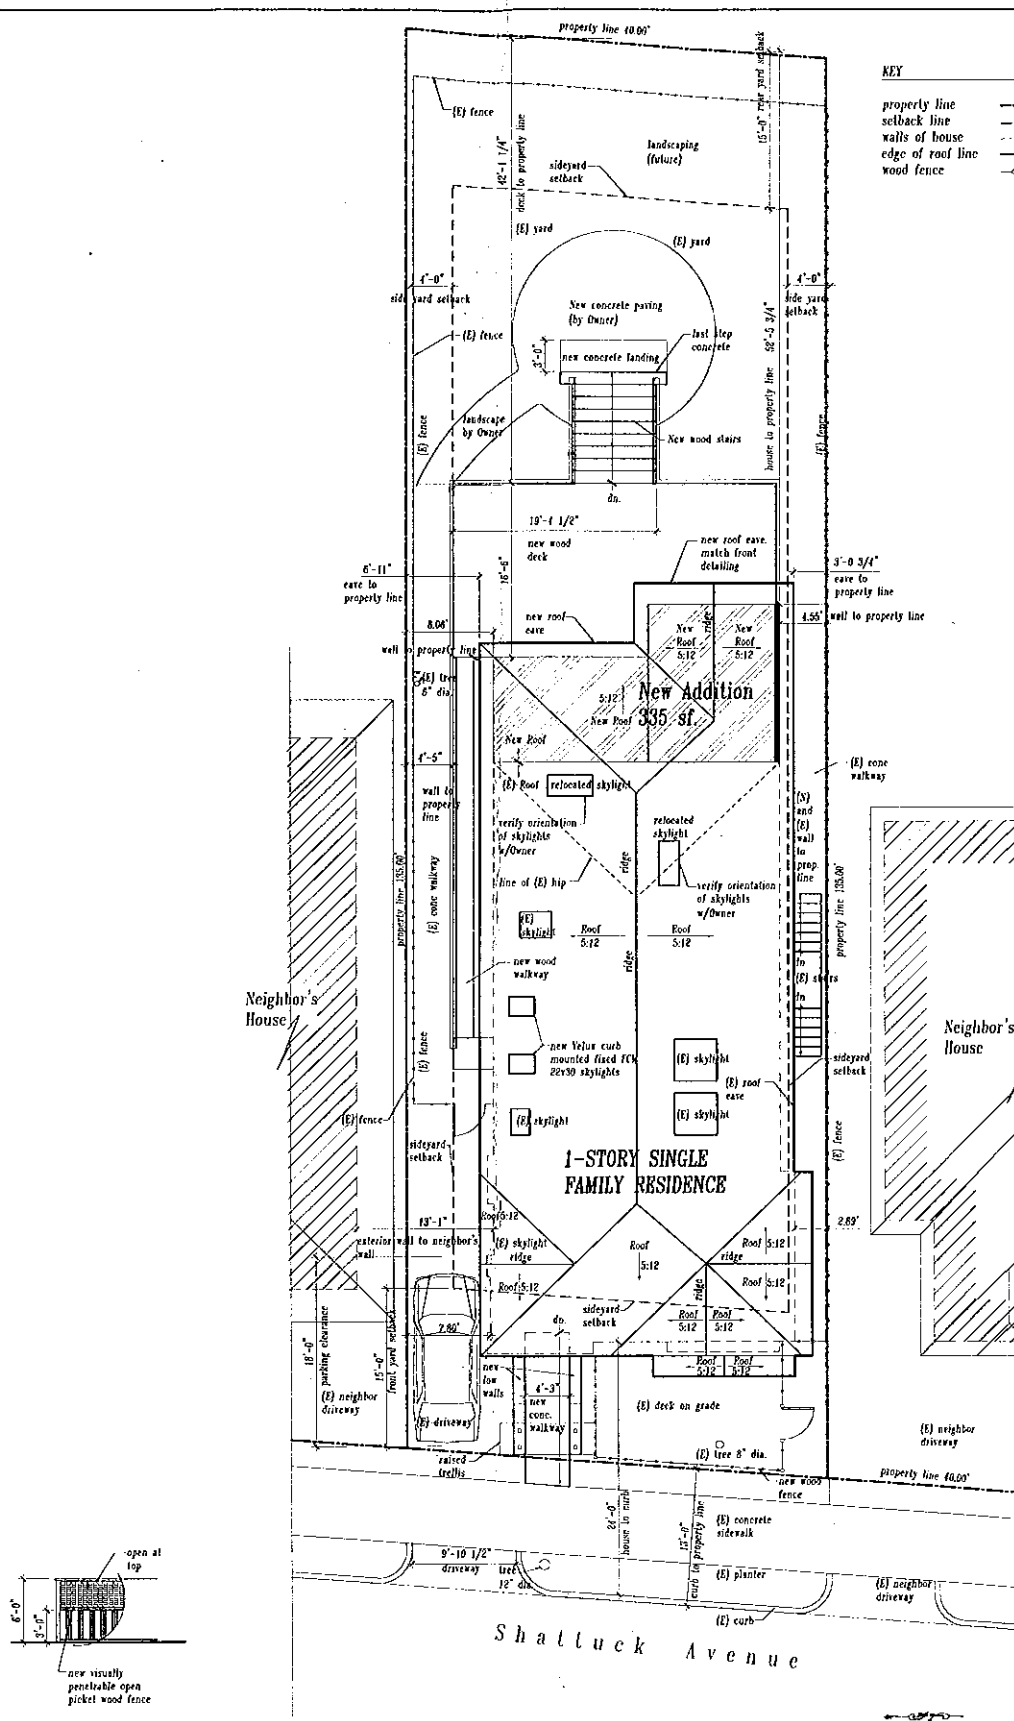 property line 40.00'
15'-0" rear yard setback
KEY
property line
setback line
walls of house
edge of roof line
wood fence
(E) fence
42'-1 1/4"
deck to property line
landscaping
(future)
sideyard
setback
(E) yard
(E) yard
4'-0"
side yard setback
4'-0"
side yard
setback
New concrete paving
(by Owner)
52'-5 3/4"
house to property line
(E) fence
3'-0"
last step
concrete
new concrete landing
landscape
by Owner
(E) fence
New wood stairs
(E) fence
dn.
19'-4 1/2"
new wood
deck
16'-6"
new roof eave.
match front
detailing
6'-11"
eave to
property line
3'-0 3/4"
eave to
property line
8.06'
wall to property line
new roof
eave
4.55' wall to property line
New
Roof
5:12
ridge
New
Roof
5:12
(E) tree
6" dia.
5:12
New Roof
New Addition
335 sf.
New Roof
4'-5"
wall to
property
line
(E) Roof
relocated skylight
(E) conc
walkway
verify orientation
of skylights
w/Owner
relocated
skylight
(N)
and
(E)
wall
to
prop.
line
ridge
line of (E) hip
verify orientation
of skylights
w/Owner
property line 135.00'
(E) conc walkway
(E)
skylight
Roof
5:12
Roof
5:12
ridge
property line 135.00'
new wood
walkway
dn
(E) stairs
dn
Neighbor's
House
Neighbor's
House
(E) fence
new Velux curb
mounted fixed FCM
22x30 skylights
(E) skylight
sideyard
setback
(E) roof
eave
(E) fence
(E) skylight
(E) skylight
(E) fence
sideyard
setback
1-STORY SINGLE
FAMILY RESIDENCE
13'-1"
exterior wall to neighbor's
wall
Roof 5:12
2.69'
(E) skylight
ridge
Roof
5:12
Roof 5:12
ridge
Roof 5:12
Roof 5:12
ridge
sideyard
setback
Roof
5:12
Roof
5:12
18'-0"
parking clearance
15'-0"
front yard setback
dn.
Roof
5:12
Roof
5:12
new
low
walls
4'-3"
new
conc.
walkway
(E) neighbor
driveway
(E) driveway
(E) deck on grade
(E) neighbor
driveway
raised
trellis
(E) tree 8" dia.
new wood
fence
property line 40.00'
24'-0"
house to curb
13'-0"
curb to property line
(E) concrete
sidewalk
9'-10 1/2"
driveway
tree
12" dia.
(E) planter
(E) neighbor
driveway
(E) curb
open at
top
6'-0"
3'-0"
new visually
penetrable open
picket wood fence
Shattuck Avenue